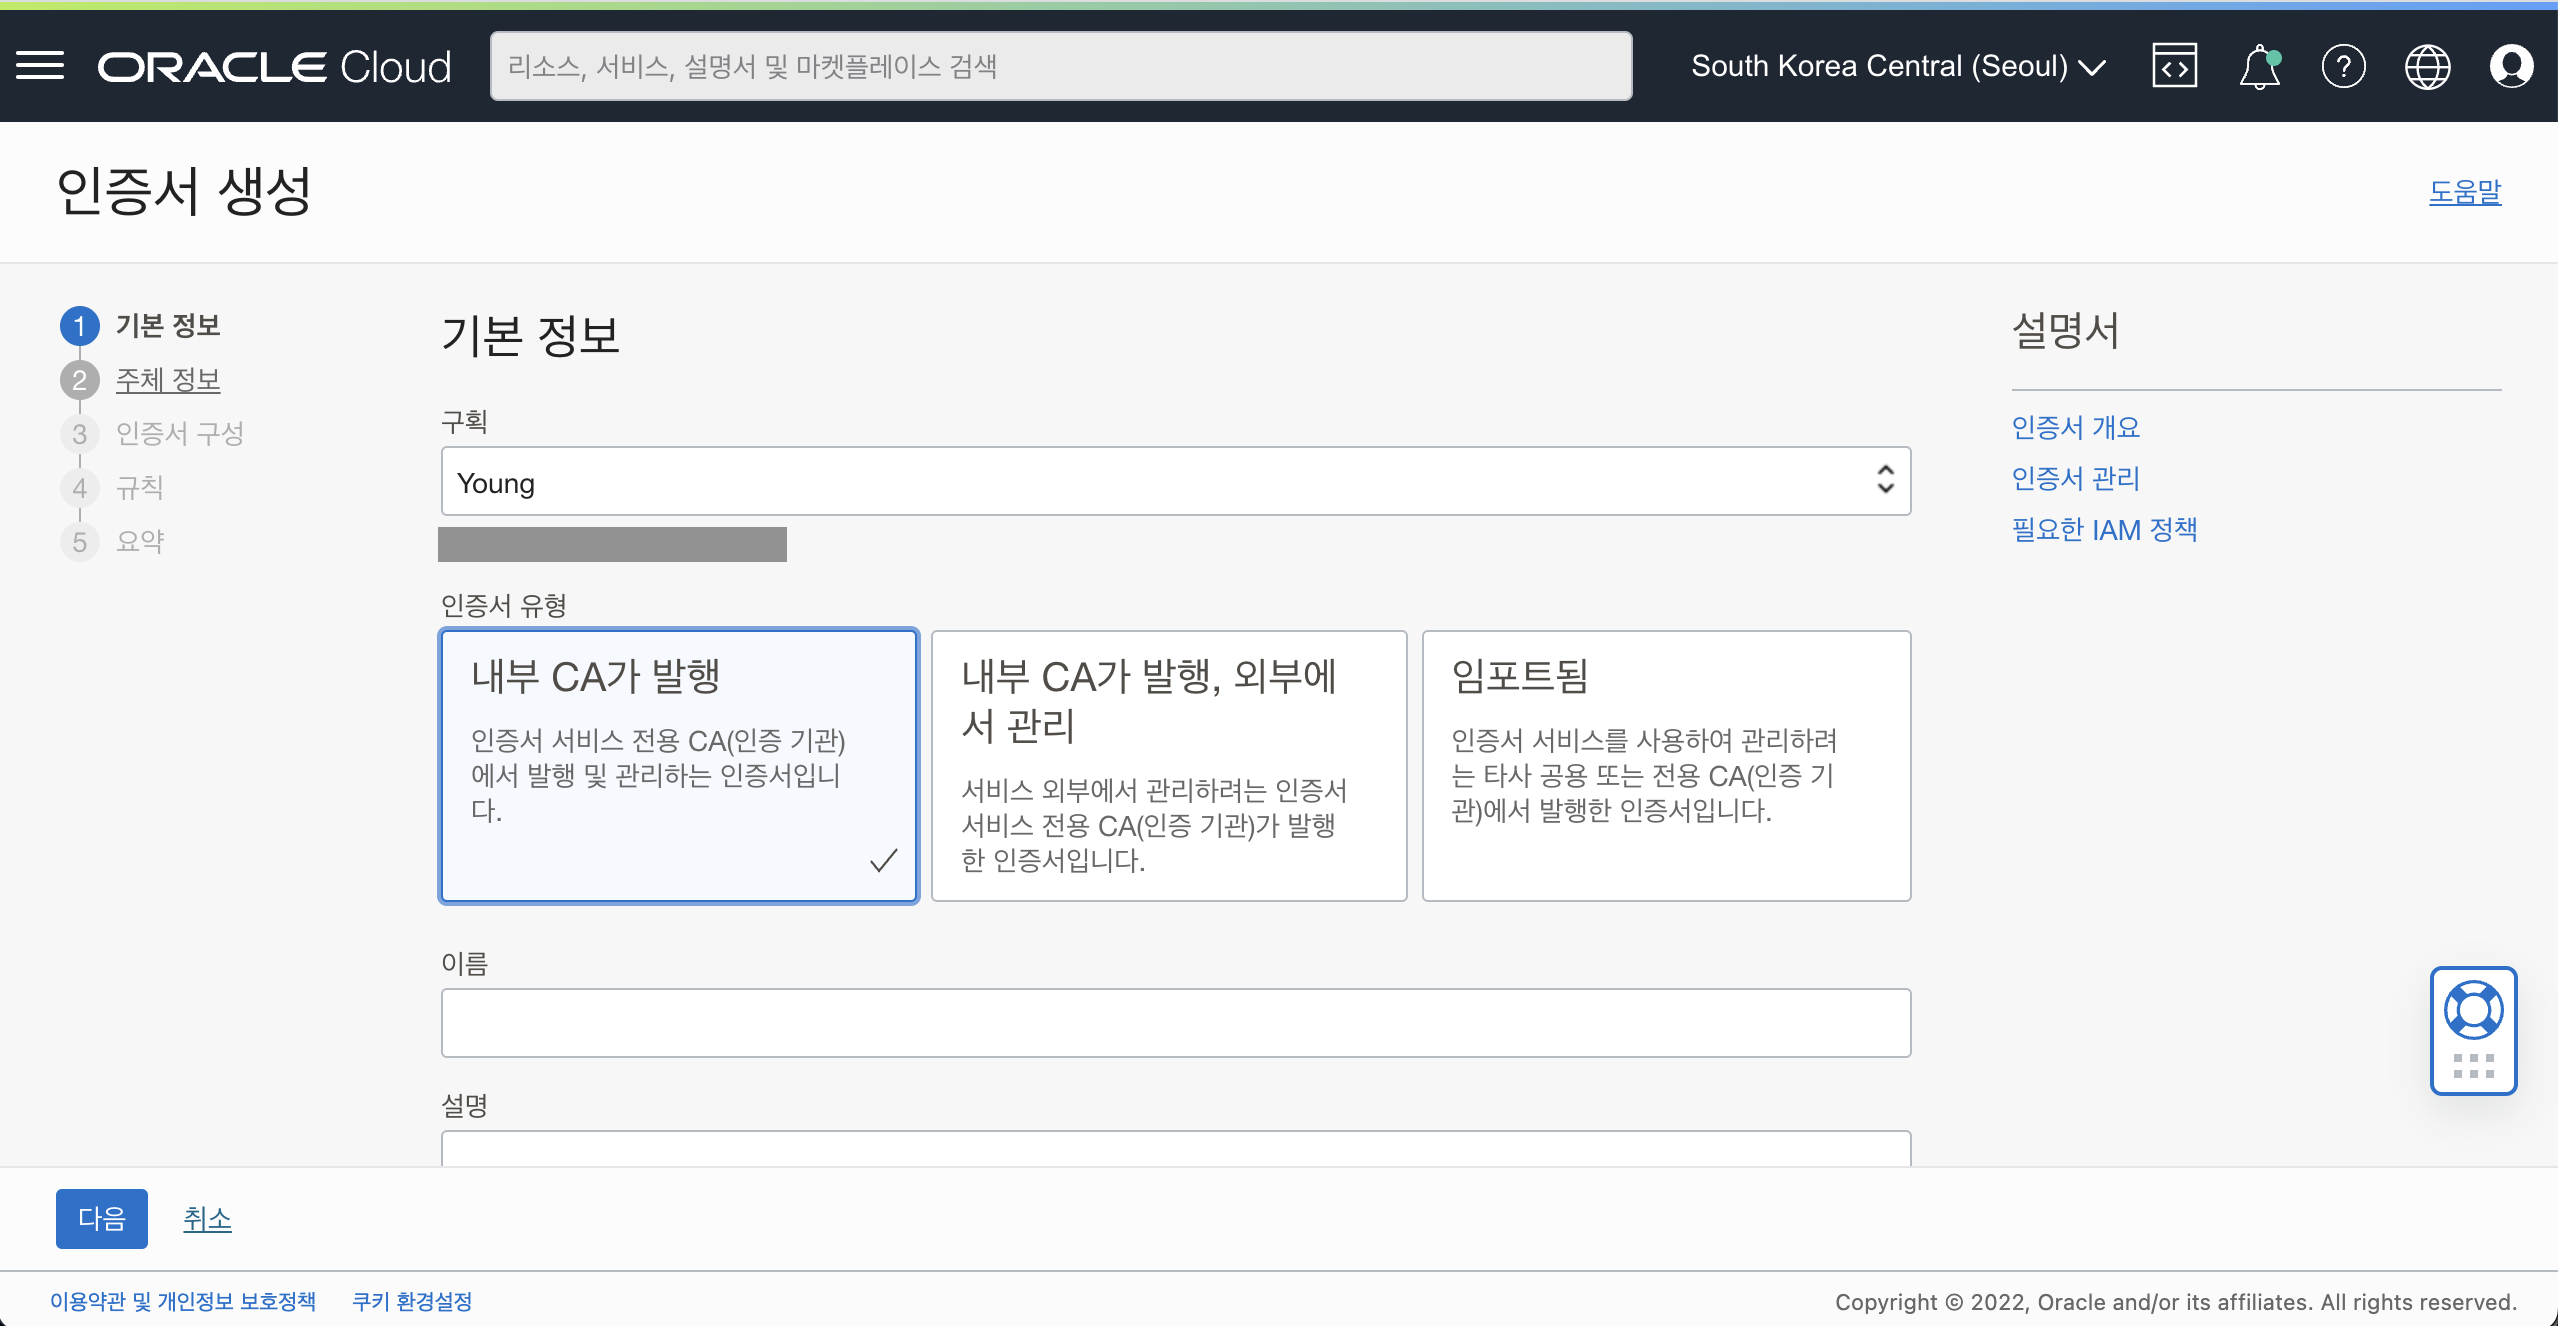 ORACLE Cloud
리소스, 서비스, 설명서 및 마켓플레이스 검색
South Korea Central (Seoul)
인증서 생성
도움말
1 기본 정보
2 주체 정보
3 인증서 구성
4 규칙
5 요약
기본 정보
구획
Young
인증서 유형
내부 CA가 발행
인증서 서비스 전용 CA(인증 기관)
에서 발행 및 관리하는 인증서입니
다.
내부 CA가 발행, 외부에
서 관리
서비스 외부에서 관리하려는 인증서
서비스 전용 CA(인증 기관)가 발행
한 인증서입니다.
임포트됨
인증서 서비스를 사용하여 관리하려
는 타사 공용 또는 전용 CA(인증 기
관)에서 발행한 인증서입니다.
이름
설명
설명서
인증서 개요
인증서 관리
필요한 IAM 정책
다음
취소
이용약관 및 개인정보 보호정책
쿠키 환경설정
Copyright © 2022, Oracle and/or its affiliates. All rights reserved.